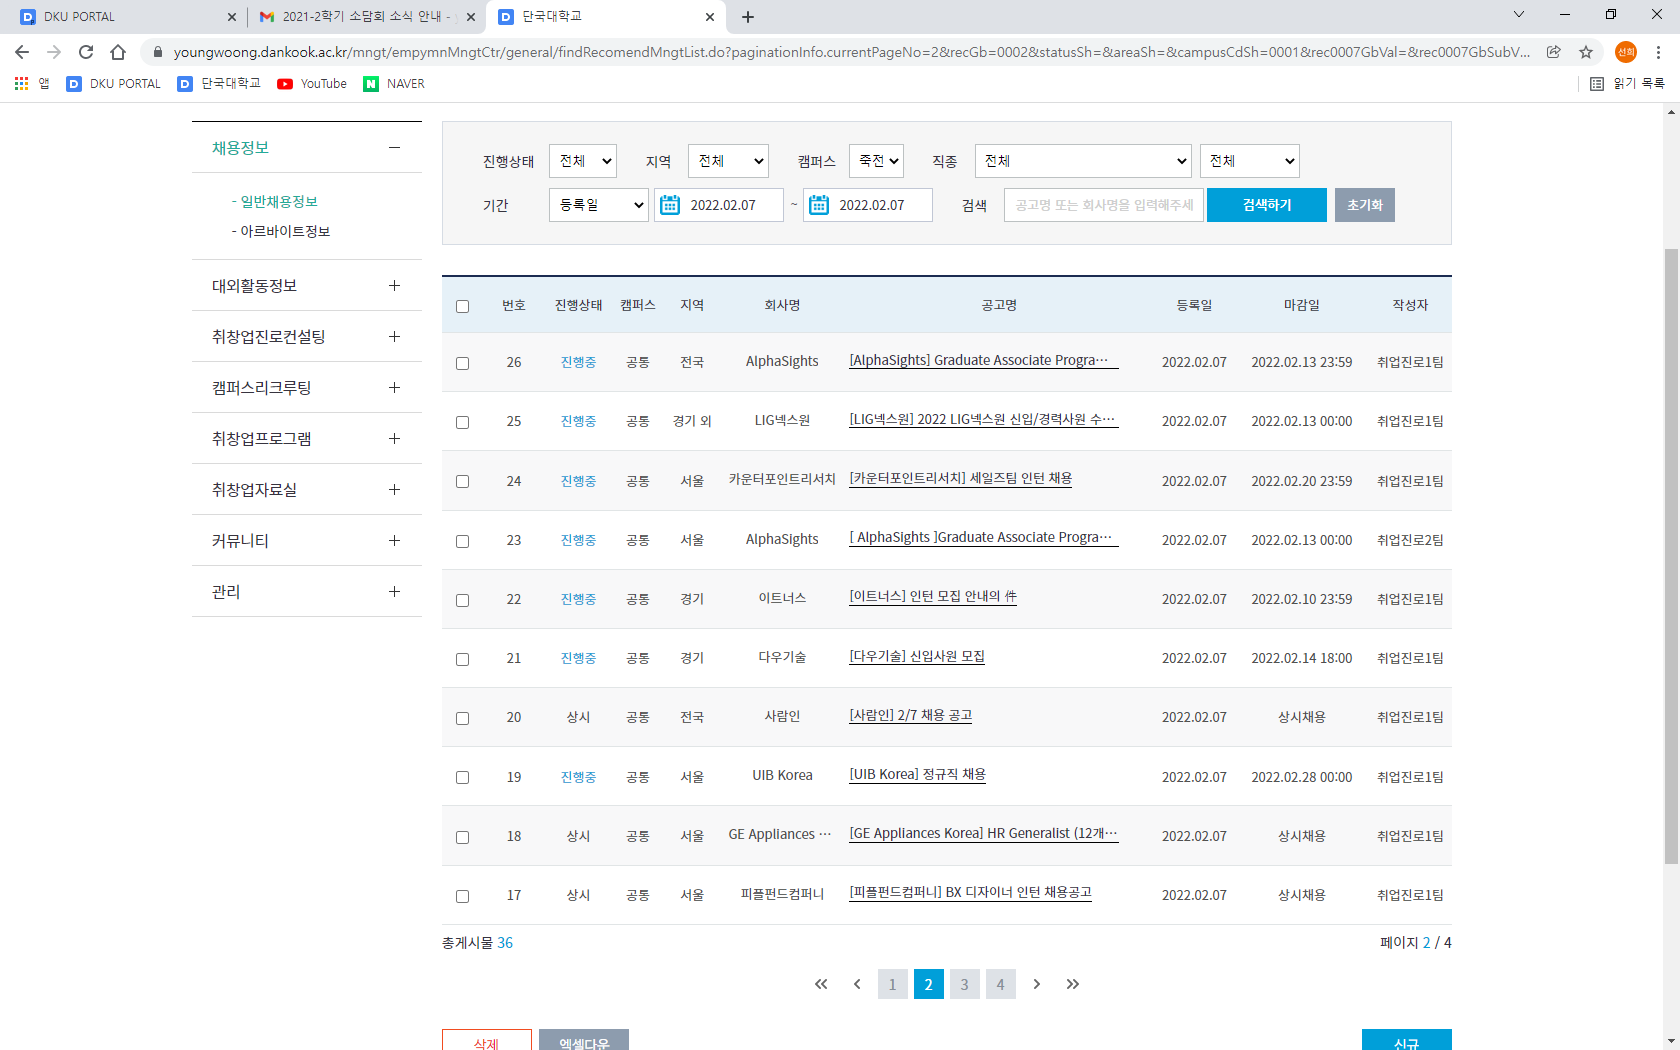 DKU PORTAL
2021-2학기 소담회 소식 안내 -
단국대학교
youngwoong.dankook.ac.kr/mngt/empymnMngtCtr/general/findRecomendMngtList.do?paginationInfo.currentPageNo=2&recGb=0002&statusSh=&areaSh=&campusCdSh=0001&rec0007GbVal=&rec0007GbSubV...
선희
앱 DKU PORTAL 단국대학교 YouTube NAVER 읽기 목록
채용정보
- 일반채용정보
- 아르바이트정보
대외활동정보
취창업진로컨설팅
캠퍼스리크루팅
취창업프로그램
취창업자료실
커뮤니티
관리
진행상태 전체 지역 전체 캠퍼스 죽전 직종 전체 전체
기간 등록일 2022.02.07 ~ 2022.02.07 검색 공고명 또는 회사명을 입력해주세 검색하기 초기화
번호 진행상태 캠퍼스 지역 회사명 공고명 등록일 마감일 작성자
26 진행중 공통 전국 AlphaSights [AlphaSights] Graduate Associate Progra… 2022.02.07 2022.02.13 23:59 취업진로1팀
25 진행중 공통 경기 외 LIG넥스원 [LIG넥스원] 2022 LIG넥스원 신입/경력사원 수… 2022.02.07 2022.02.13 00:00 취업진로1팀
24 진행중 공통 서울 카운터포인트리서치 [카운터포인트리서치] 세일즈팀 인턴 채용 2022.02.07 2022.02.20 23:59 취업진로1팀
23 진행중 공통 서울 AlphaSights [ AlphaSights ]Graduate Associate Progra… 2022.02.07 2022.02.13 00:00 취업진로2팀
22 진행중 공통 경기 이트너스 [이트너스] 인턴 모집 안내의 件 2022.02.07 2022.02.10 23:59 취업진로1팀
21 진행중 공통 경기 다우기술 [다우기술] 신입사원 모집 2022.02.07 2022.02.14 18:00 취업진로1팀
20 상시 공통 전국 사람인 [사람인] 2/7 채용 공고 2022.02.07 상시채용 취업진로1팀
19 진행중 공통 서울 UIB Korea [UIB Korea] 정규직 채용 2022.02.07 2022.02.28 00:00 취업진로1팀
18 상시 공통 서울 GE Appliances … [GE Appliances Korea] HR Generalist (12개… 2022.02.07 상시채용 취업진로1팀
17 상시 공통 서울 피플펀드컴퍼니 [피플펀드컴퍼니] BX 디자이너 인턴 채용공고 2022.02.07 상시채용 취업진로1팀
총게시물 36 페이지 2 / 4
1 2 3 4
삭제 엑셀다운 신규